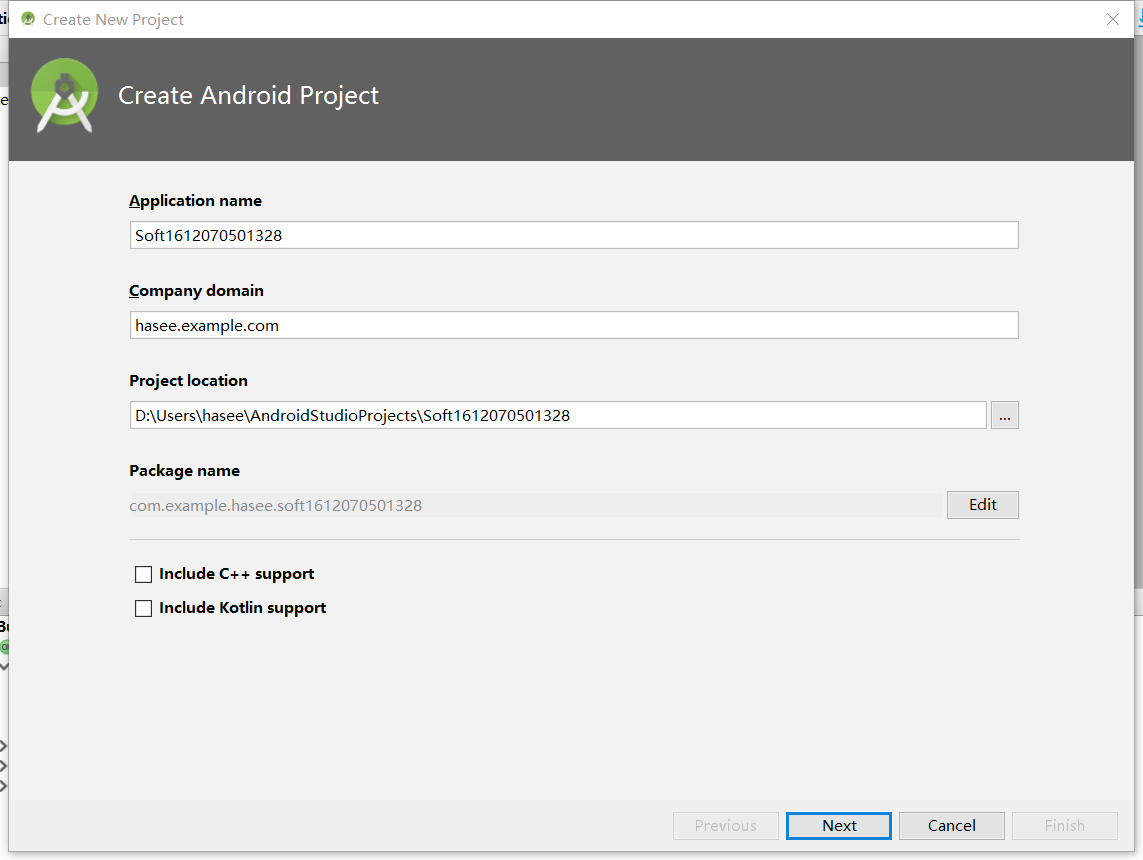 Create New Project
Create Android Project
Application name
Soft1612070501328
Company domain
hasee.example.com
Project location
D:\Users\hasee\AndroidStudioProjects\Soft1612070501328
...
Package name
com.example.hasee.soft1612070501328
Edit
Include C++ support
Include Kotlin support
Previous
Next
Cancel
Finish